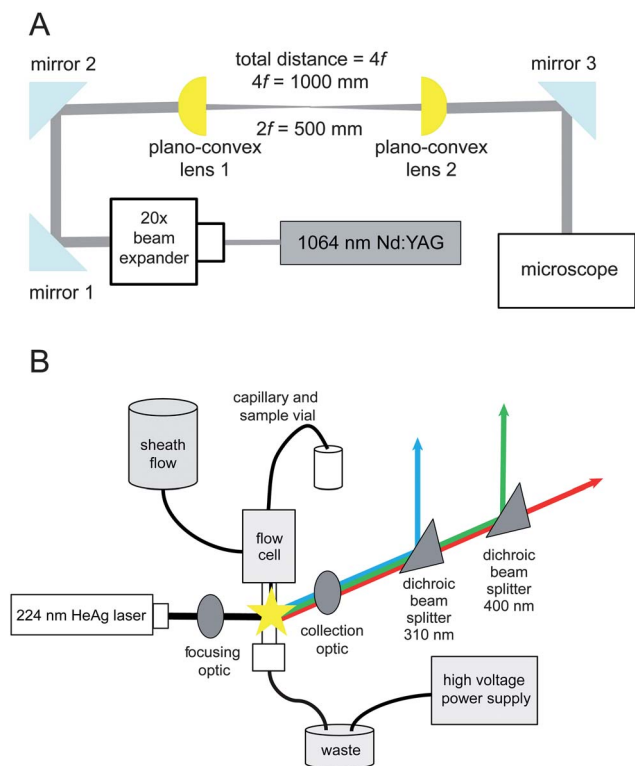 A
mirror 2
total distance = 4f
4f = 1000 mm
mirror 3
2f = 500 mm
plano-convex
lens 1
plano-convex
lens 2
20x
beam
expander
1064 nm Nd:YAG
microscope
mirror 1
B
capillary and
sample vial
sheath
flow
flow
cell
dichroic
beam
splitter
400 nm
dichroic
beam
splitter
310 nm
224 nm HeAg laser
focusing
optic
collection
optic
high voltage
power supply
waste